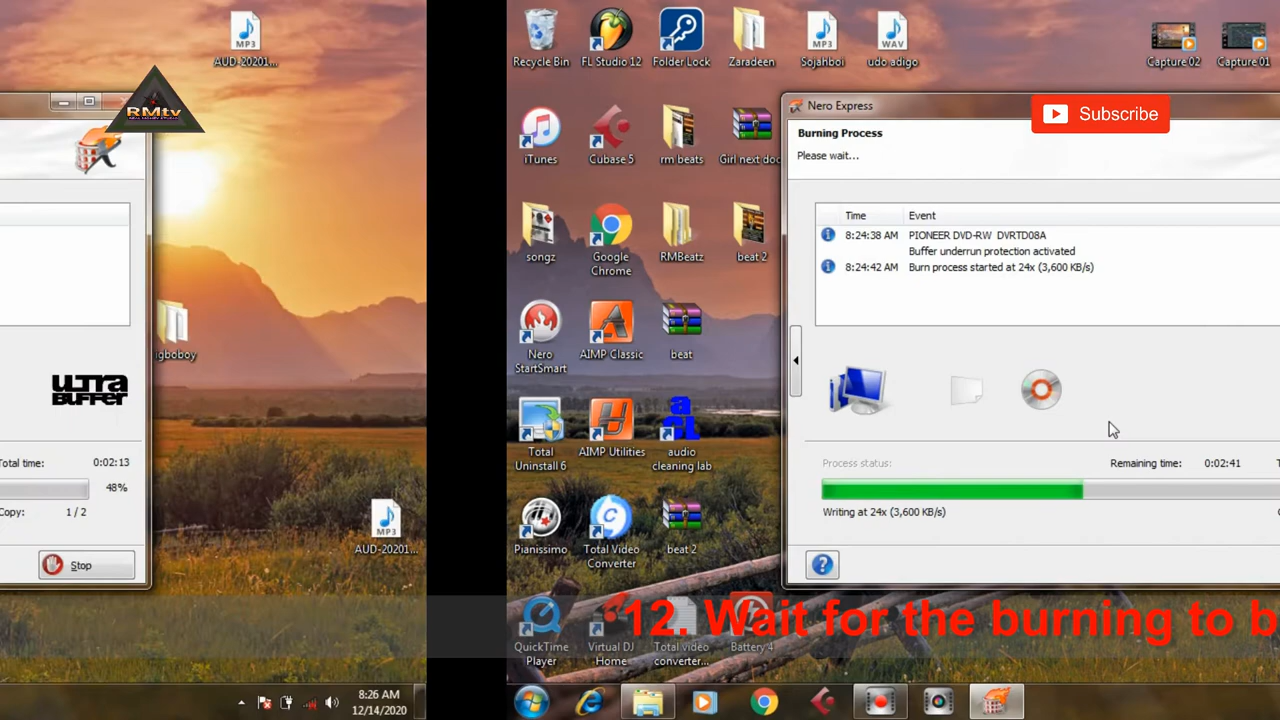 AUD-20201...
RMtv
ULTRA
BUFFER
igboboy
Total time: 0:02:13
48%
Copy: 1 / 2
Stop
AUD-20201...
8:26 AM
12/14/2020
Recycle Bin
FL Studio 12
Folder Lock
Zaradeen
Sojahboi
udo adigo
Capture 02
Capture 01
iTunes
Cubase 5
rm beats
Girl next doc
songz
Google
Chrome
RMBeatz
beat 2
Nero
StartSmart
AIMP Classic
beat
Total
Uninstall 6
AIMP Utilities
audio
cleaning lab
Pianissimo
Total Video
Converter
beat 2
QuickTime
Player
Virtual DJ
Home
Total video
converter...
Battery 4
Nero Express
Subscribe
Burning Process
Please wait...
Time Event
8:24:38 AM PIONEER DVD-RW DVRTD08A
Buffer underrun protection activated
8:24:42 AM Burn process started at 24x (3,600 KB/s)
Process status: Remaining time: 0:02:41 T
Writing at 24x (3,600 KB/s)
12. Wait for the burning to b